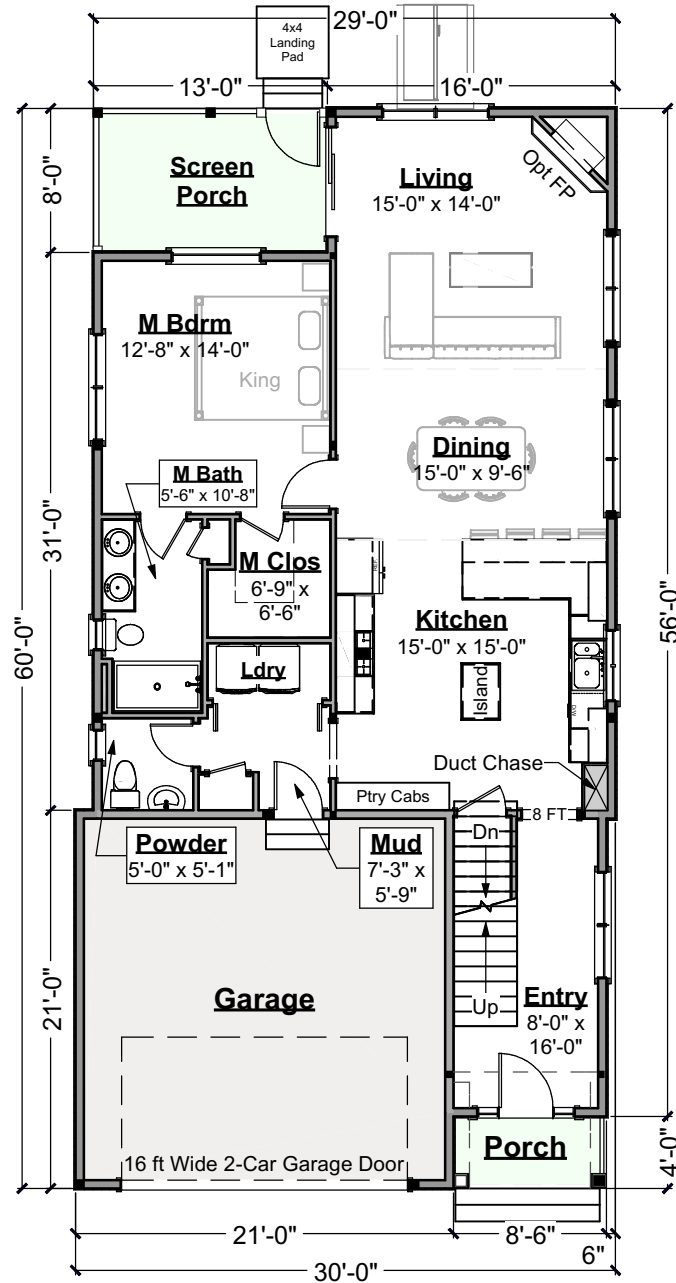 29'-0"
4x4
Landing
Pad
13'-0"
16'-0"
8'-0"
Screen
Porch
Living
15'-0" x 14'-0"
Opt FP
M Bdrm
12'-8" x 14'-0"
King
Dining
15'-0" x 9'-6"
M Bath
5'-6" x 10'-8"
31'-0"
60'-0"
56'-0"
M Clos
6'-9" x
6'-6"
Kitchen
15'-0" x 15'-0"
REF
Ldry
Island
DW
Duct Chase
Ptry Cabs
8 FT
Dn
Powder
5'-0" x 5'-1"
Mud
7'-3" x
5'-9"
Garage
Up
Entry
8'-0" x
16'-0"
21'-0"
Porch
4'-0"
16 ft Wide 2-Car Garage Door
21'-0"
8'-6"
6"
30'-0"